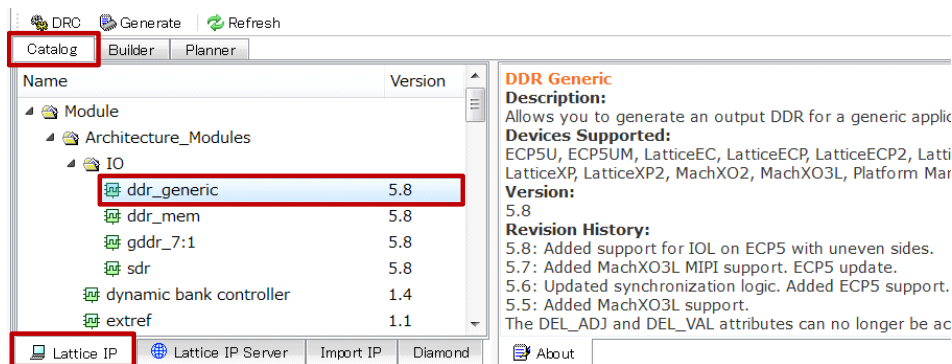 DRC Generate Refresh
Catalog Builder Planner
Name Version
Module
Architecture_Modules
IO
ddr_generic 5.8
ddr_mem 5.8
gddr_7:1 5.8
sdr 5.8
dynamic bank controller 1.4
extref 1.1
Lattice IP Lattice IP Server Import IP Diamond
DDR Generic
Description:
Allows you to generate an output DDR for a generic applic
Devices Supported:
ECP5U, ECP5UM, LatticeEC, LatticeECP, LatticeECP2, Latti
LatticeXP, LatticeXP2, MachXO2, MachXO3L, Platform Man
Version:
5.8
Revision History:
5.8: Added support for IOL on ECP5 with uneven sides.
5.7: Added MachXO3L MIPI support. ECP5 update.
5.6: Updated synchronization logic. Added ECP5 support.
5.5: Added MachXO3L support.
The DEL_ADJ and DEL_VAL attributes can no longer be ac
About